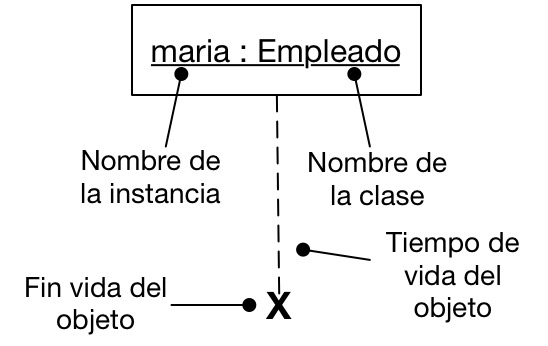 maria : Empleado
Nombre de
la instancia
Nombre de
la clase
Tiempo de
vida del
objeto
Fin vida del
objeto
X